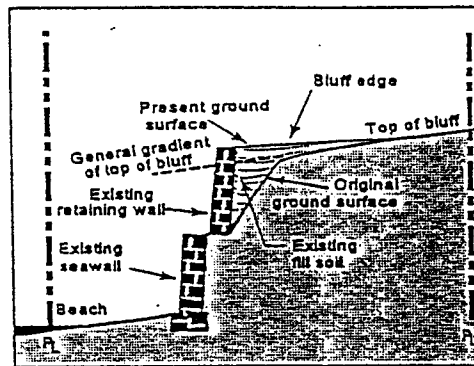 Bluff edge
Present ground
surface
Top of bluff
General gradient
of top of bluff
Existing
retaining wall
Original
ground surface
Existing
fill soil
Existing
seawall
Beach
PL